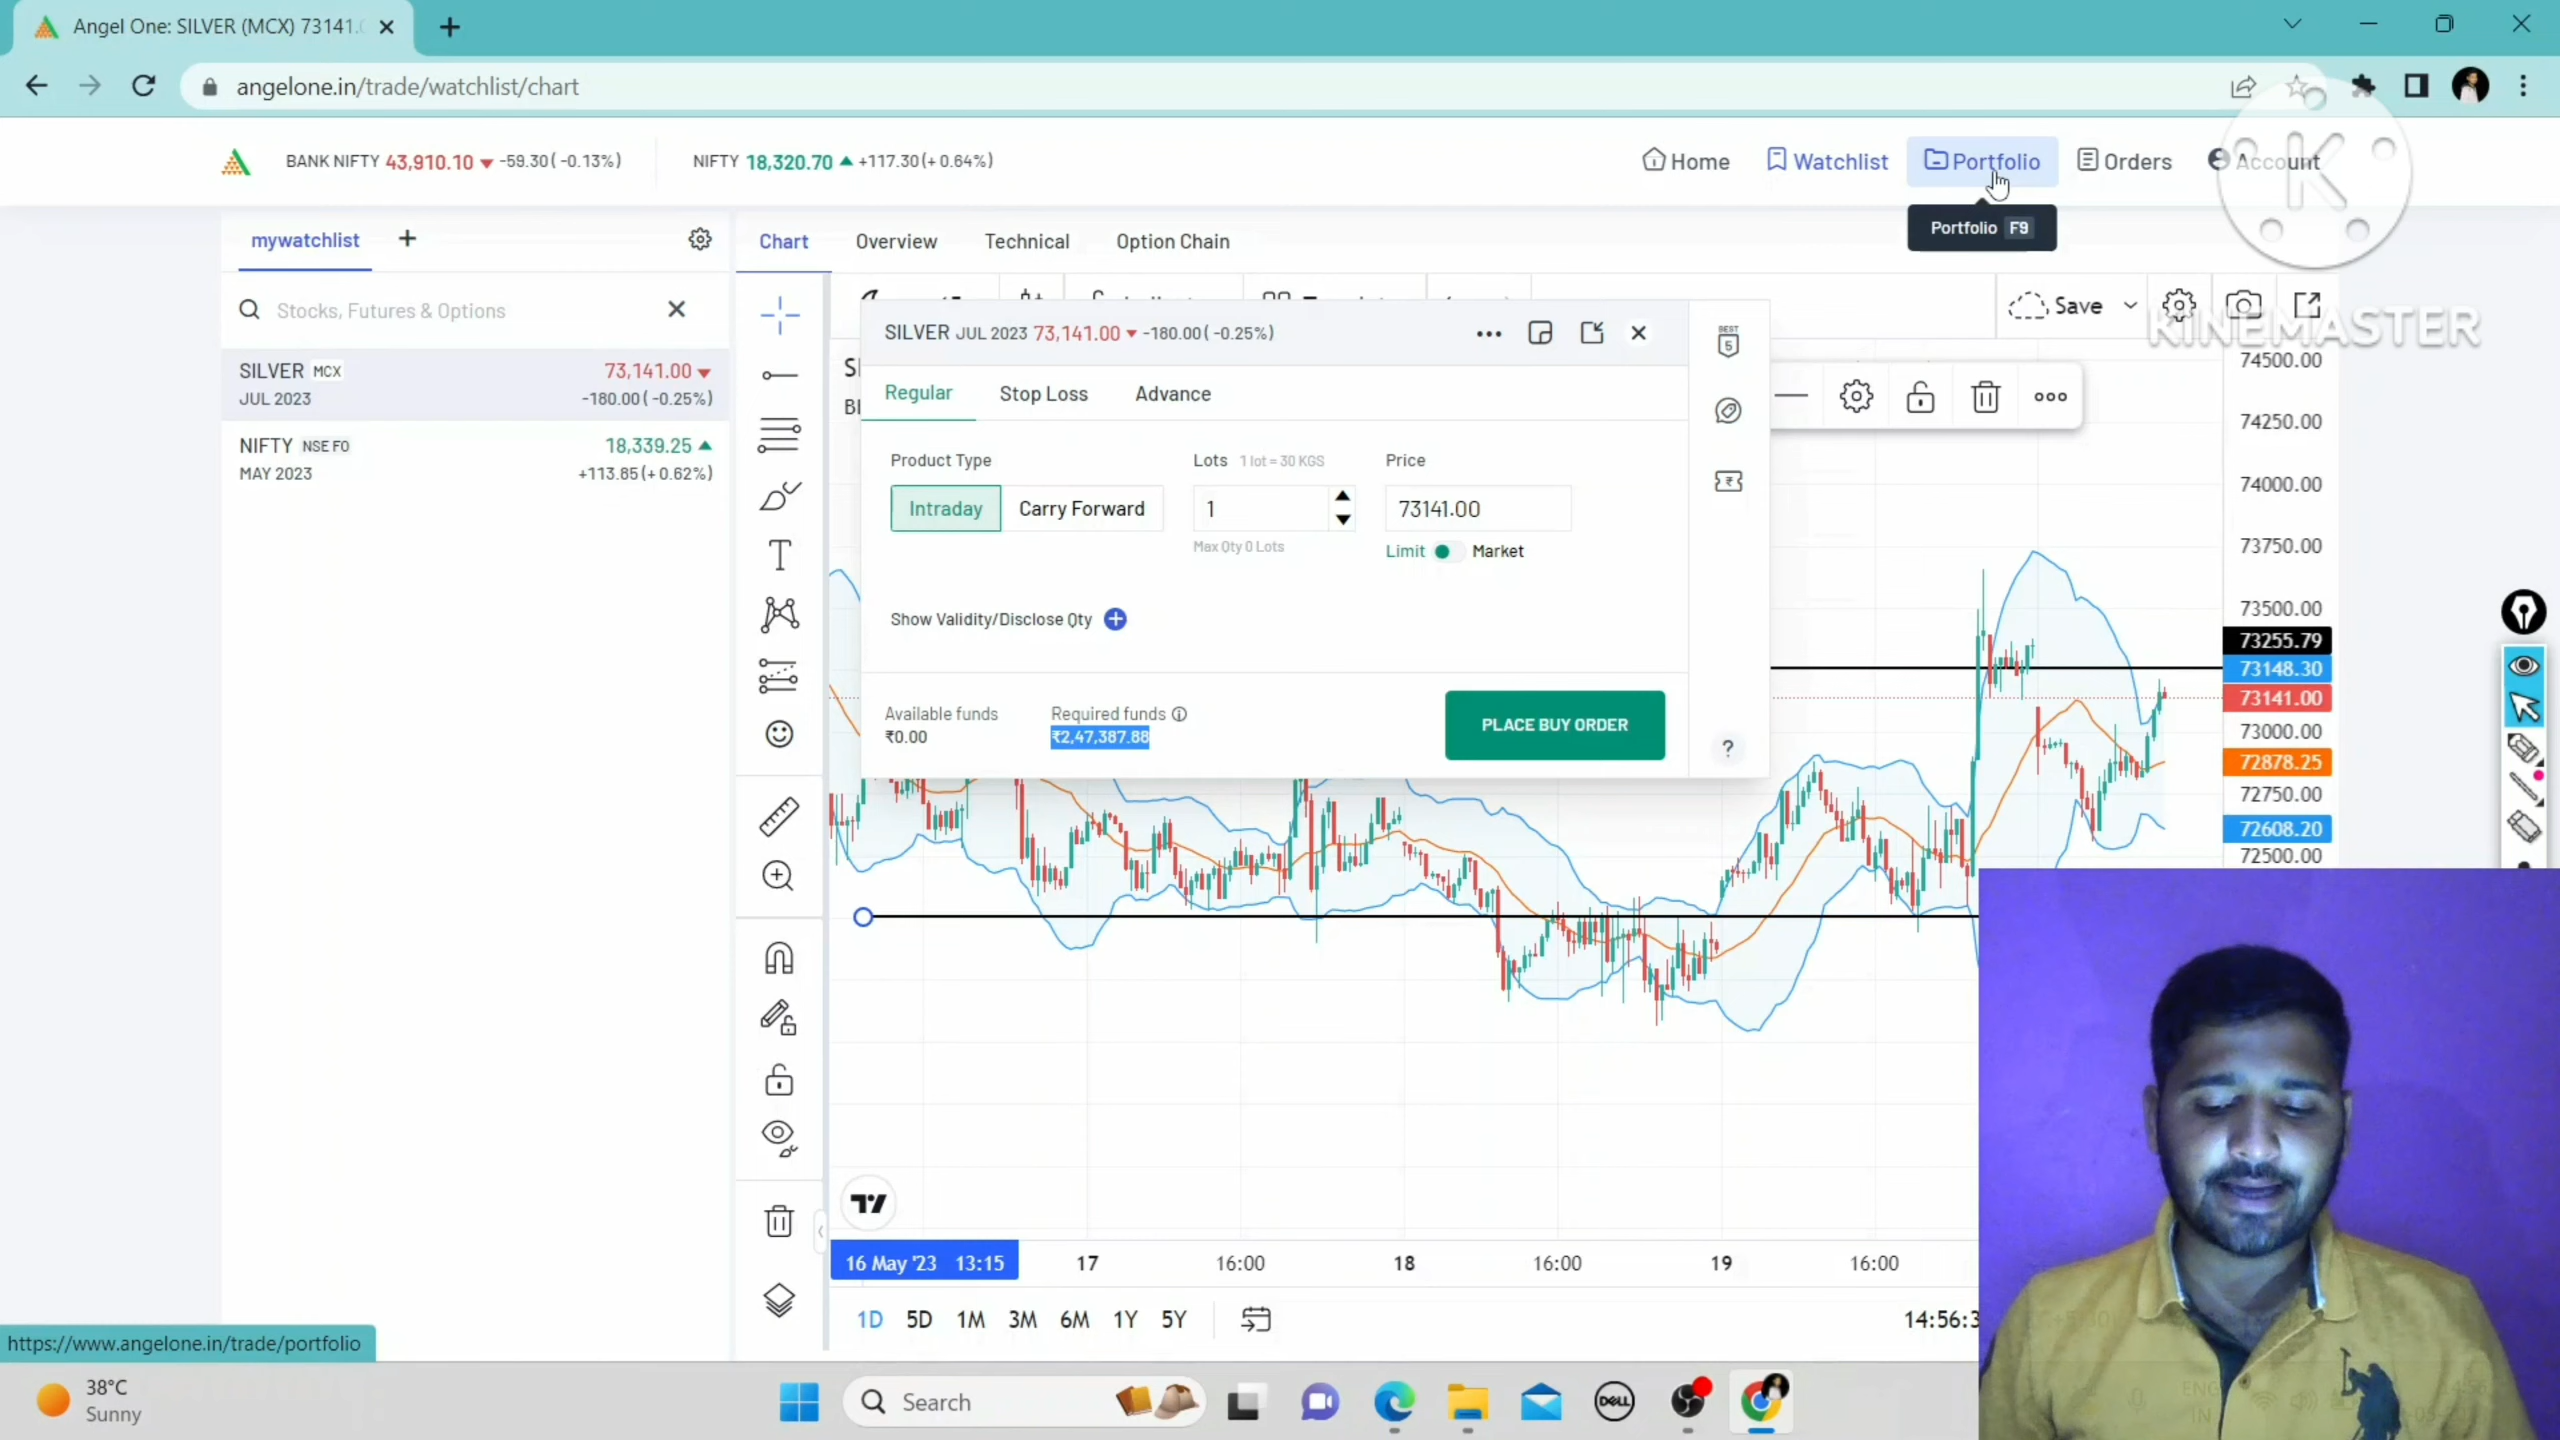 Angel One: SILVER (MCX) 73141.
angelone.in/trade/watchlist/chart
BANK NIFTY 43,910.10 -59.30( -0.13%)
NIFTY 18,320.70 +117.30(+ 0.64%)
Home
Watchlist
Portfolio
Orders
Account
Portfolio F9
K
KINEMASTER
mywatchlist
Chart
Overview
Technical
Option Chain
Stocks, Futures & Options
SILVER MCX 73,141.00
JUL 2023 -180.00( -0.25%)
NIFTY NSE FO 18,339.25
MAY 2023 +113.85(+ 0.62%)
Save
SILVER JUL 2023 73,141.00 -180.00( -0.25%)
BEST
5
Regular
Stop Loss
Advance
Product Type
Lots 1 lot = 30 KGS
Price
Intraday
Carry Forward
1
73141.00
Max Qty 0 Lots
Limit
Market
Show Validity/Disclose Qty
Available funds
₹0.00
Required funds
₹2,47,387.88
PLACE BUY ORDER
?
74500.00
74250.00
74000.00
73750.00
73500.00
73255.79
73148.30
73141.00
73000.00
72878.25
72750.00
72608.20
72500.00
16 May '23 13:15
17
16:00
18
16:00
19
16:00
1D 5D 1M 3M 6M 1Y 5Y
14:56:3
https://www.angelone.in/trade/portfolio
38°C
Sunny
Search
DELL